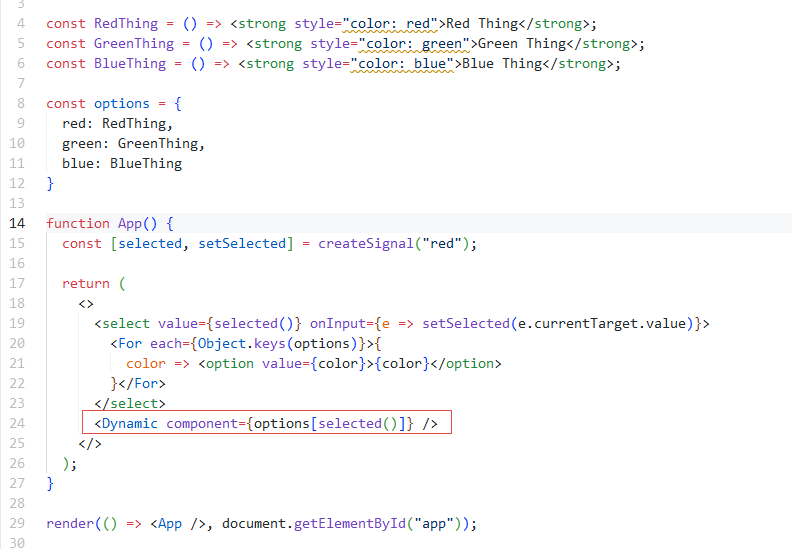 3
4 const RedThing = () => <strong style="color: red">Red Thing</strong>;
5 const GreenThing = () => <strong style="color: green">Green Thing</strong>;
6 const BlueThing = () => <strong style="color: blue">Blue Thing</strong>;
7
8 const options = {
9   red: RedThing,
10   green: GreenThing,
11   blue: BlueThing
12 }
13
14 function App() {
15   const [selected, setSelected] = createSignal("red");
16
17   return (
18     <>
19       <select value={selected()} onInput={e => setSelected(e.currentTarget.value)}>
20         <For each={Object.keys(options)}>{
21           color => <option value={color}>{color}</option>
22         }</For>
23       </select>
24       <Dynamic component={options[selected()]} />
25     </>
26   );
27 }
28
29 render(() => <App />, document.getElementById("app"));
30